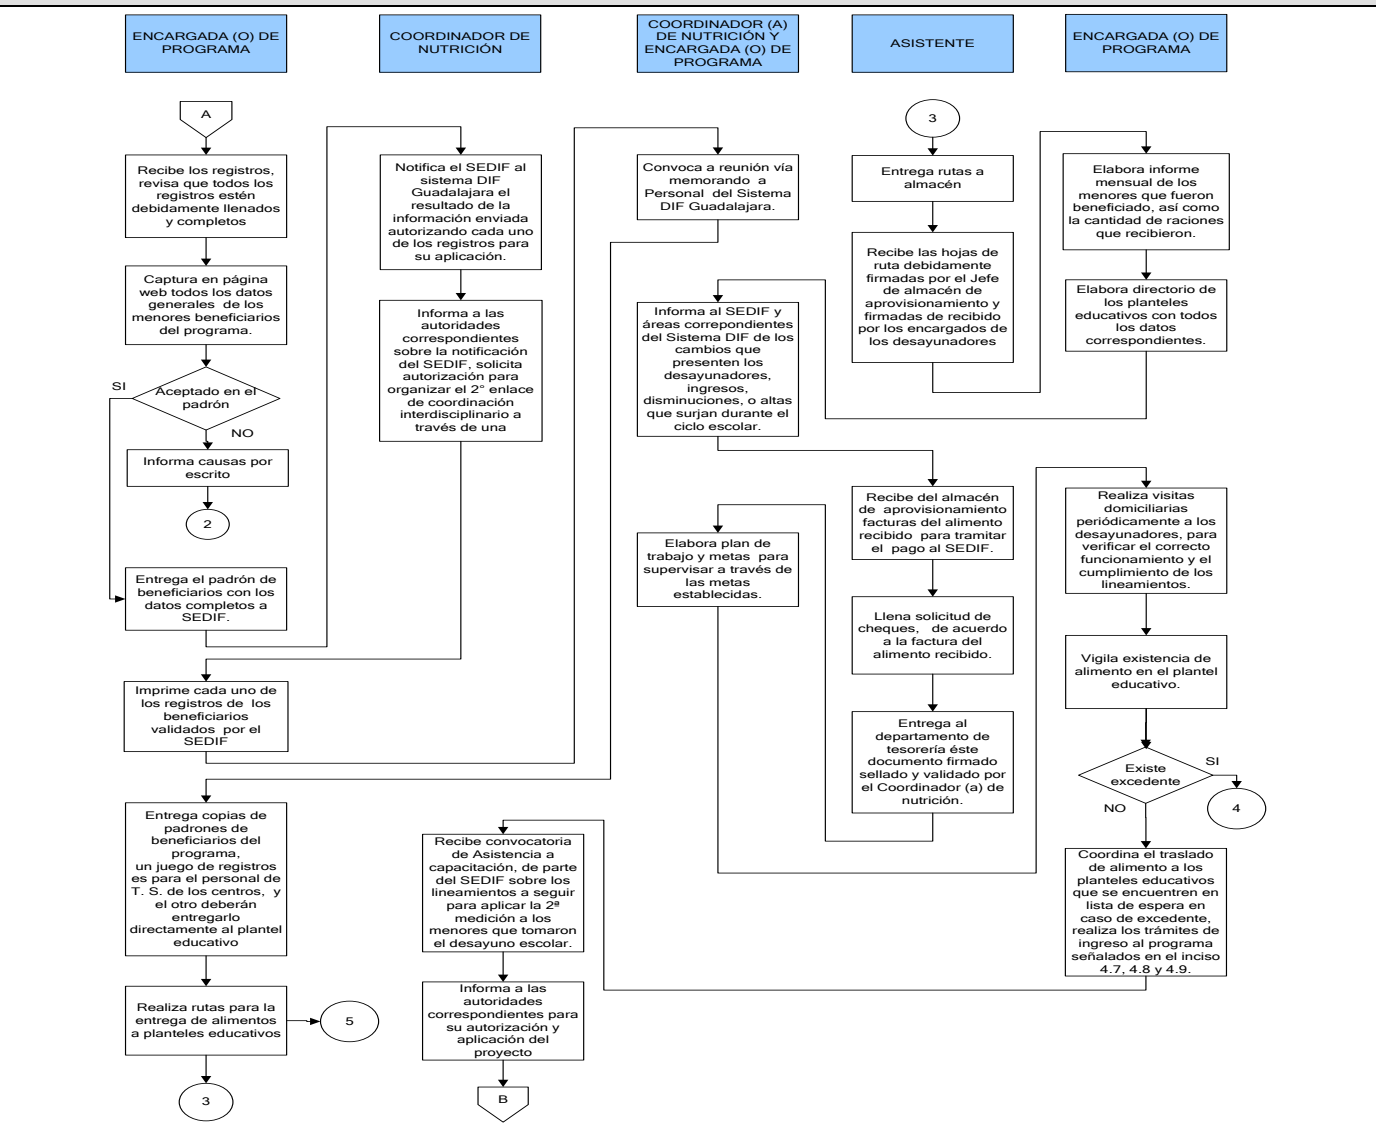 ENCARGADA (O) DE
PROGRAMA
COORDINADOR DE
NUTRICIÓN
COORDINADOR (A)
DE NUTRICIÓN Y
ENCARGADA (O) DE
PROGRAMA
ASISTENTE
ENCARGADA (O) DE
PROGRAMA
A
Recibe los registros,
revisa que todos los
registros estén
debidamente llenados
y completos
Captura en página
web todos los datos
generales de los
menores beneficiarios
del programa.
SI
Aceptado en el
padrón
NO
Informa causas por
escrito
2
Entrega el padrón de
beneficiarios con los
datos completos a
SEDIF.
Imprime cada uno de
los registros de los
beneficiarios
validados por el
SEDIF
Entrega copias de
padrones de
beneficiarios del
programa,
un juego de registros
es para el personal de
T. S. de los centros, y
el otro deberán
entregarlo
directamente al plantel
educativo
Realiza rutas para la
entrega de alimentos
a planteles educativos
5
3
Notifica el SEDIF al
sistema DIF
Guadalajara el
resultado de la
información enviada
autorizando cada uno
de los registros para
su aplicación.
Informa a las
autoridades
correspondientes
sobre la notificación
del SEDIF, solicita
autorización para
organizar el 2° enlace
de coordinación
interdisciplinario a
través de una
Recibe convocatoria
de Asistencia a
capacitación, de parte
del SEDIF sobre los
lineamientos a seguir
para aplicar la 2ª
medición a los
menores que tomaron
el desayuno escolar.
Informa a las
autoridades
correspondientes para
su autorización y
aplicación del
proyecto
B
Convoca a reunión vía
memorando a
Personal del Sistema
DIF Guadalajara.
Informa al SEDIF y
áreas correpondientes
del Sistema DIF de los
cambios que
presenten los
desayunadores,
ingresos,
disminuciones, o altas
que surjan durante el
ciclo escolar.
Elabora plan de
trabajo y metas para
supervisar a través de
las metas
establecidas.
3
Entrega rutas a
almacén
Recibe las hojas de
ruta debidamente
firmadas por el Jefe
de almacén de
aprovisionamiento y
firmadas de recibido
por los encargados de
los desayunadores
Recibe del almacén
de aprovisionamiento
facturas del alimento
recibido para tramitar
el pago al SEDIF.
Llena solicitud de
cheques, de acuerdo
a la factura del
alimento recibido.
Entrega al
departamento de
tesorería éste
documento firmado
sellado y validado por
el Coordinador (a) de
nutrición.
Elabora informe
mensual de los
menores que fueron
beneficiado, así como
la cantidad de raciones
que recibieron.
Elabora directorio de
los planteles
educativos con todos
los datos
correspondientes.
Realiza visitas
domiciliarias
periódicamente a los
desayunadores, para
verificar el correcto
funcionamiento y el
cumplimiento de los
lineamientos.
Vigila existencia de
alimento en el plantel
educativo.
Existe
excedente
SI
4
NO
Coordina el traslado
de alimento a los
planteles educativos
que se encuentren en
lista de espera en
caso de excedente,
realiza los trámites de
ingreso al programa
señalados en el inciso
4.7, 4.8 y 4.9.